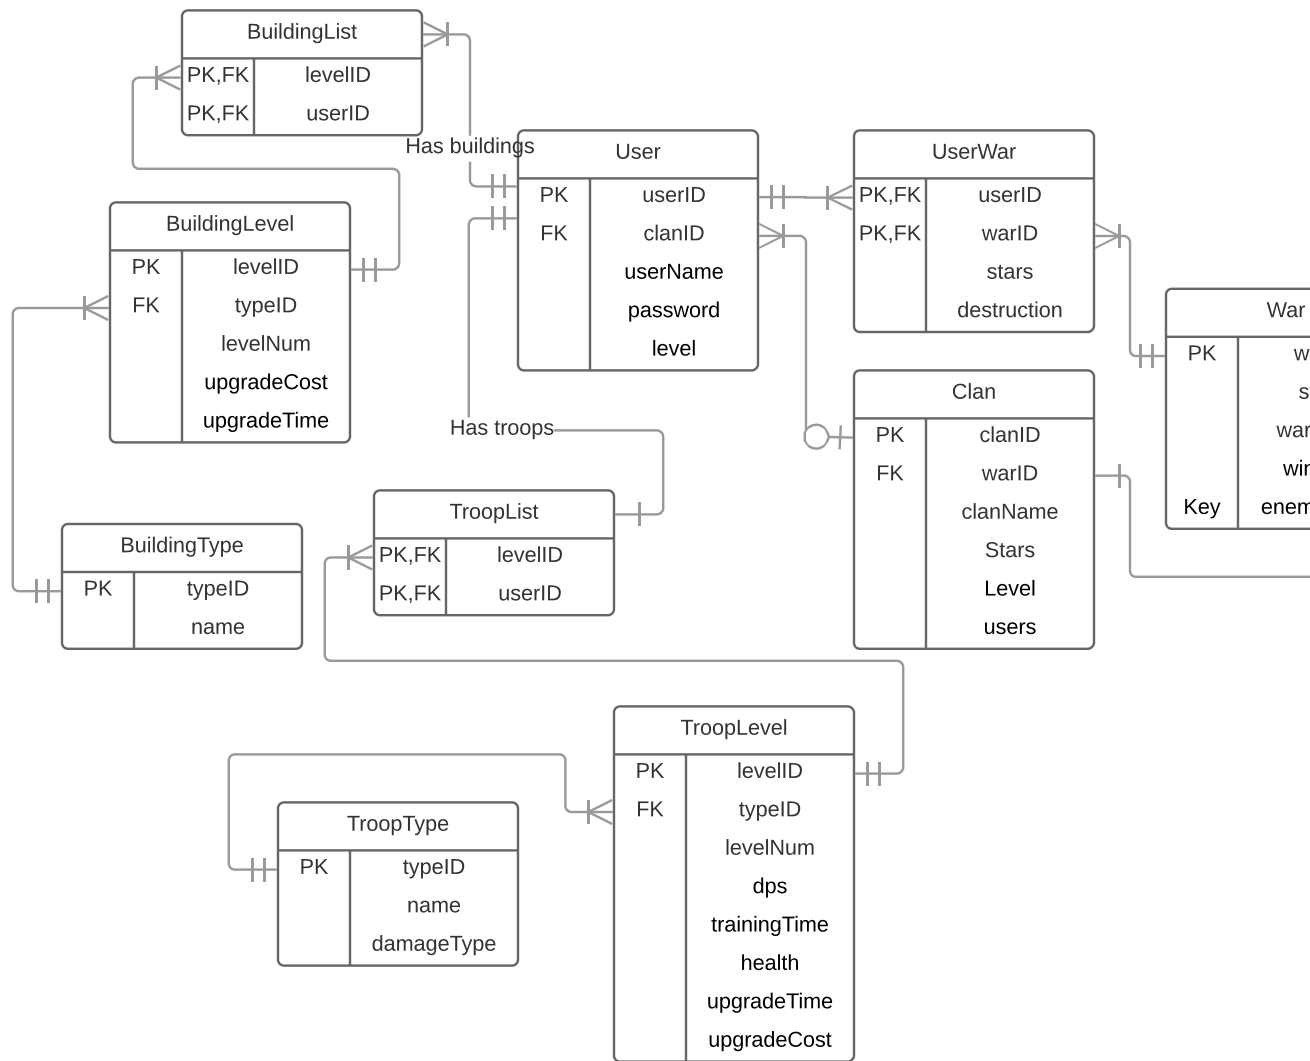 BuildingList
PK,FK levelID
PK,FK userID
Has buildings
User
PK userID
FK clanID
userName
password
level
UserWar
PK,FK userID
PK,FK warID
stars
destruction
BuildingLevel
PK levelID
FK typeID
levelNum
upgradeCost
upgradeTime
War
PK
war
Key
Clan
PK clanID
FK warID
clanName
Stars
Level
users
Has troops
TroopList
PK,FK levelID
PK,FK userID
BuildingType
PK typeID
name
TroopLevel
PK levelID
FK typeID
levelNum
dps
trainingTime
health
upgradeTime
upgradeCost
TroopType
PK typeID
name
damageType